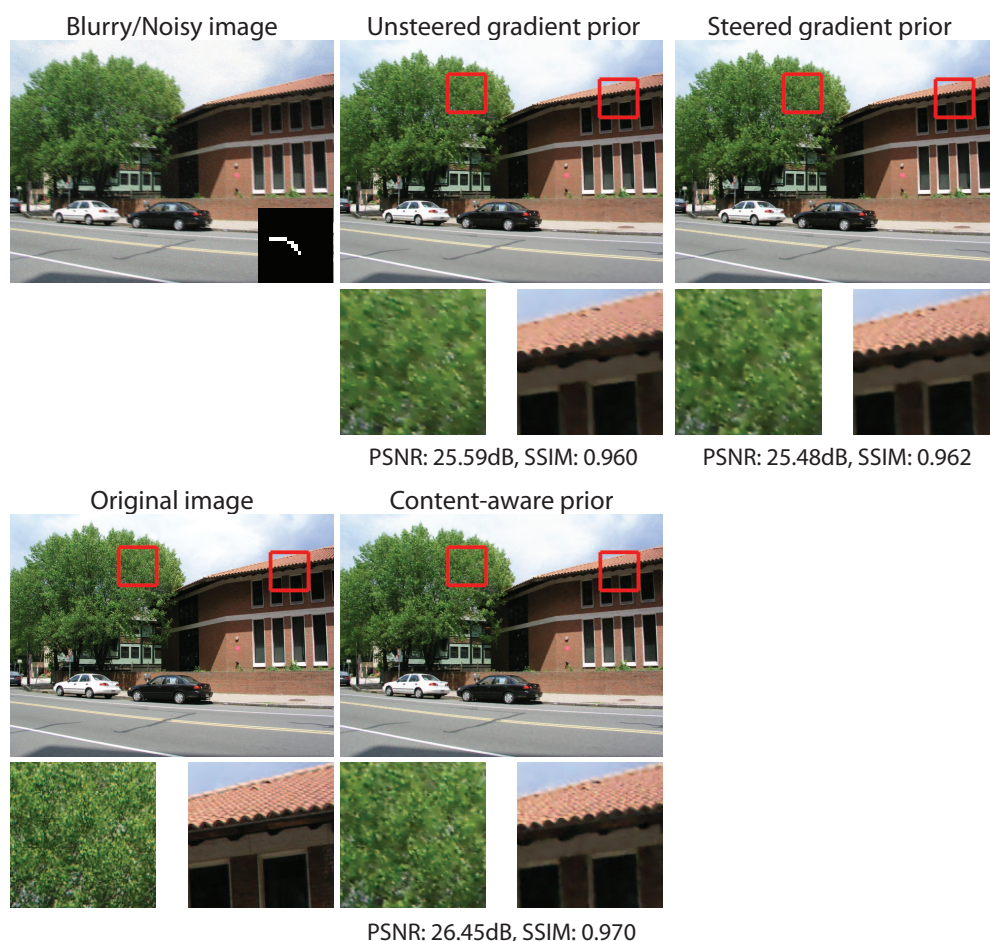 Blurry/Noisy image
Unsteered gradient prior
Steered gradient prior
PSNR: 25.59dB, SSIM: 0.960
PSNR: 25.48dB, SSIM: 0.962
Original image
Content-aware prior
PSNR: 26.45dB, SSIM: 0.970